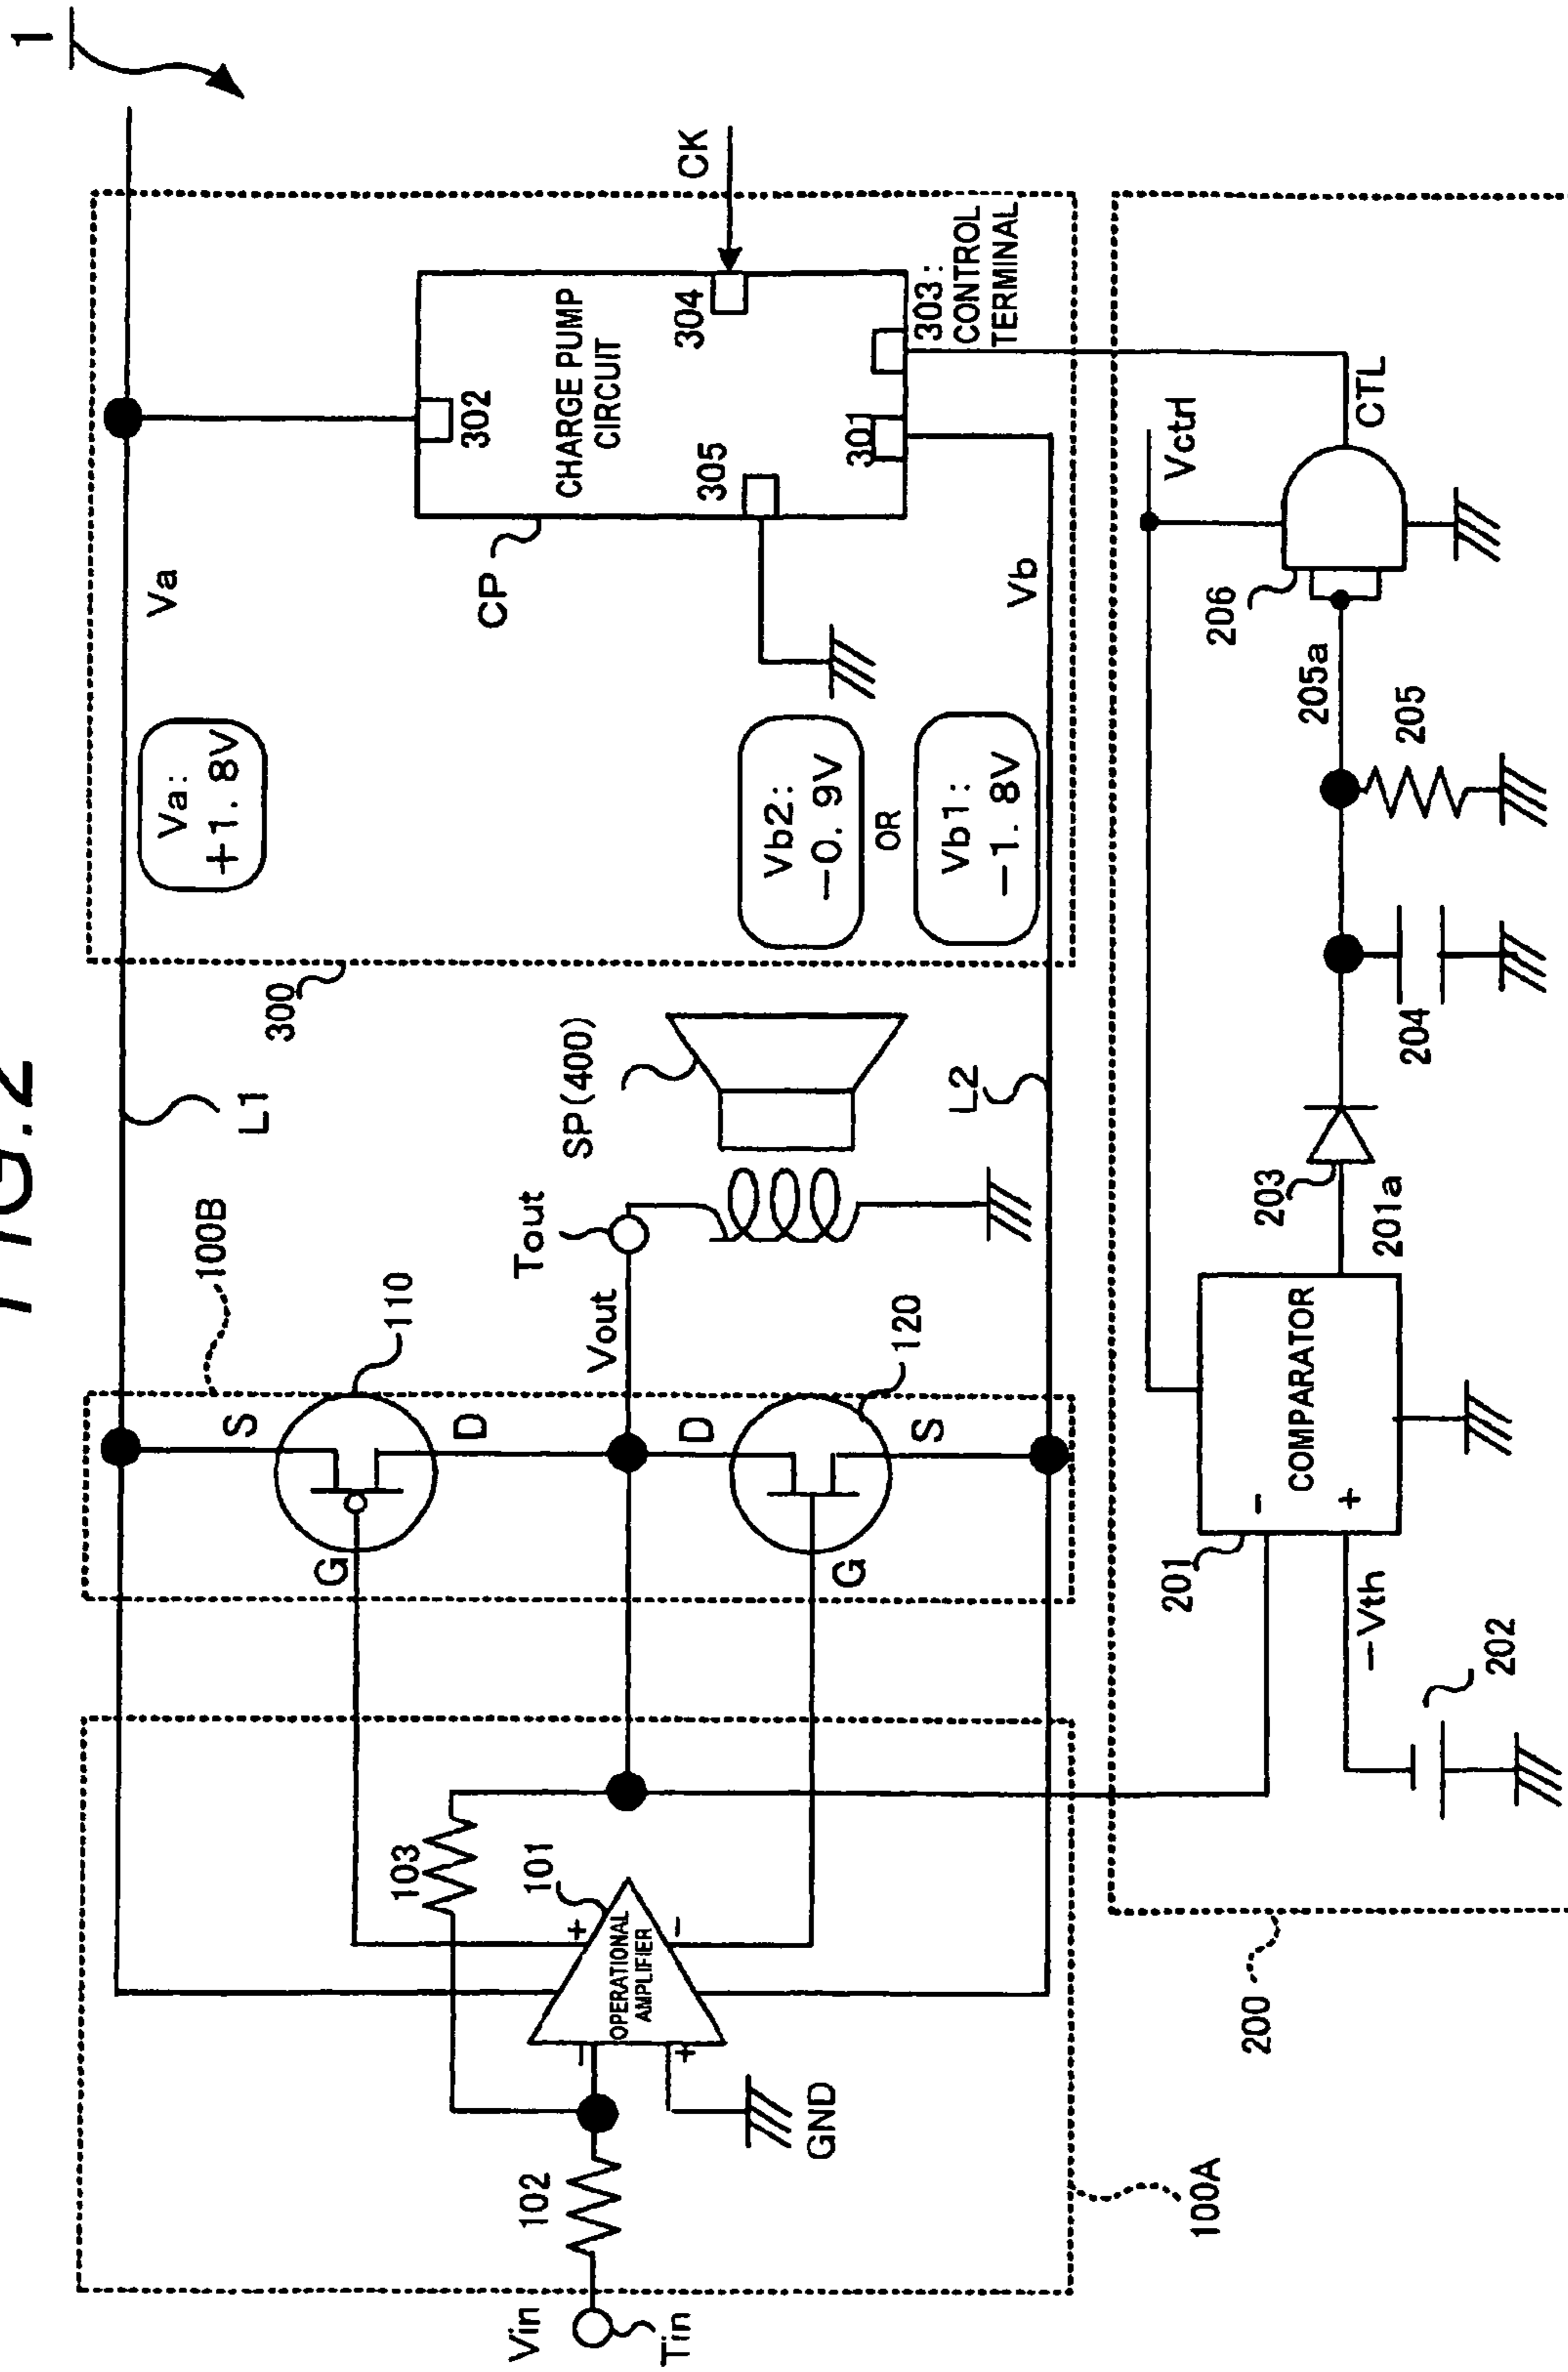 FIG.2
1
100B
L1
300
Va
Va:
+1.8V
S
110
G
D
302
CHARGE PUMP
CIRCUIT
CP
304
CK
305
301
303:
CONTROL
TERMINAL
Vb2:
-0.9V
OR
Vb1:
-1.8V
Vb
Vout
Tout
SP(400)
L2
D
120
G
S
103
101
+
-
OPERATIONAL
AMPLIFIER
-
+
Vin
Tin
102
GND
100A
200
201
-
+
COMPARATOR
-Vth
202
201a
203
204
205
205a
206
Vctrl
CTL